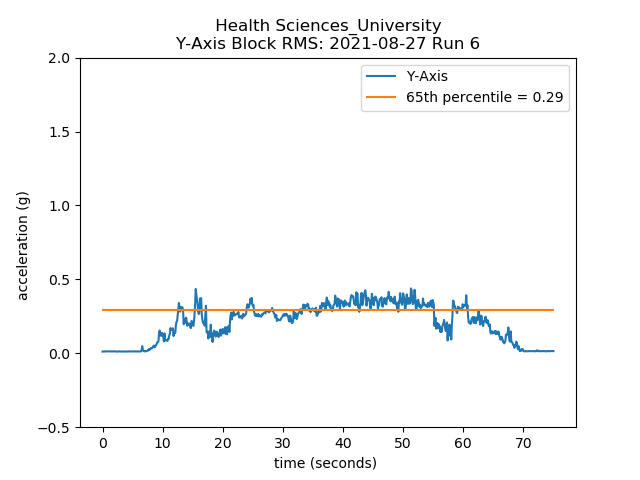 Health Sciences_University
Y-Axis Block RMS: 2021-08-27 Run 6
2.0
Y-Axis
65th percentile = 0.29
1.5
1.0
0.5
0.0
−0.5
acceleration (g)
0 10 20 30 40 50 60 70
time (seconds)